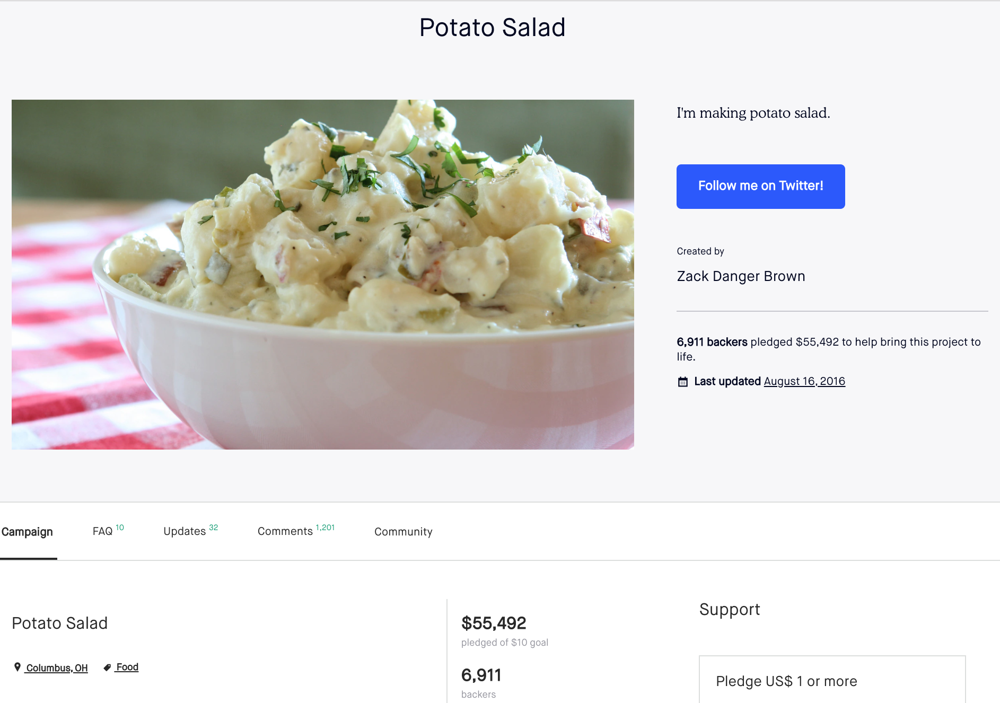 Potato Salad
I'm making potato salad.
Follow me on Twitter!
Created by
Zack Danger Brown
6,911 backers pledged $55,492 to help bring this project to
life.
Last updated August 16, 2016
Campaign
FAQ 10
Updates 32
Comments 1,201
Community
Potato Salad
Columbus, OH
Food
$55,492
pledged of $10 goal
6,911
backers
Support
Pledge US$ 1 or more